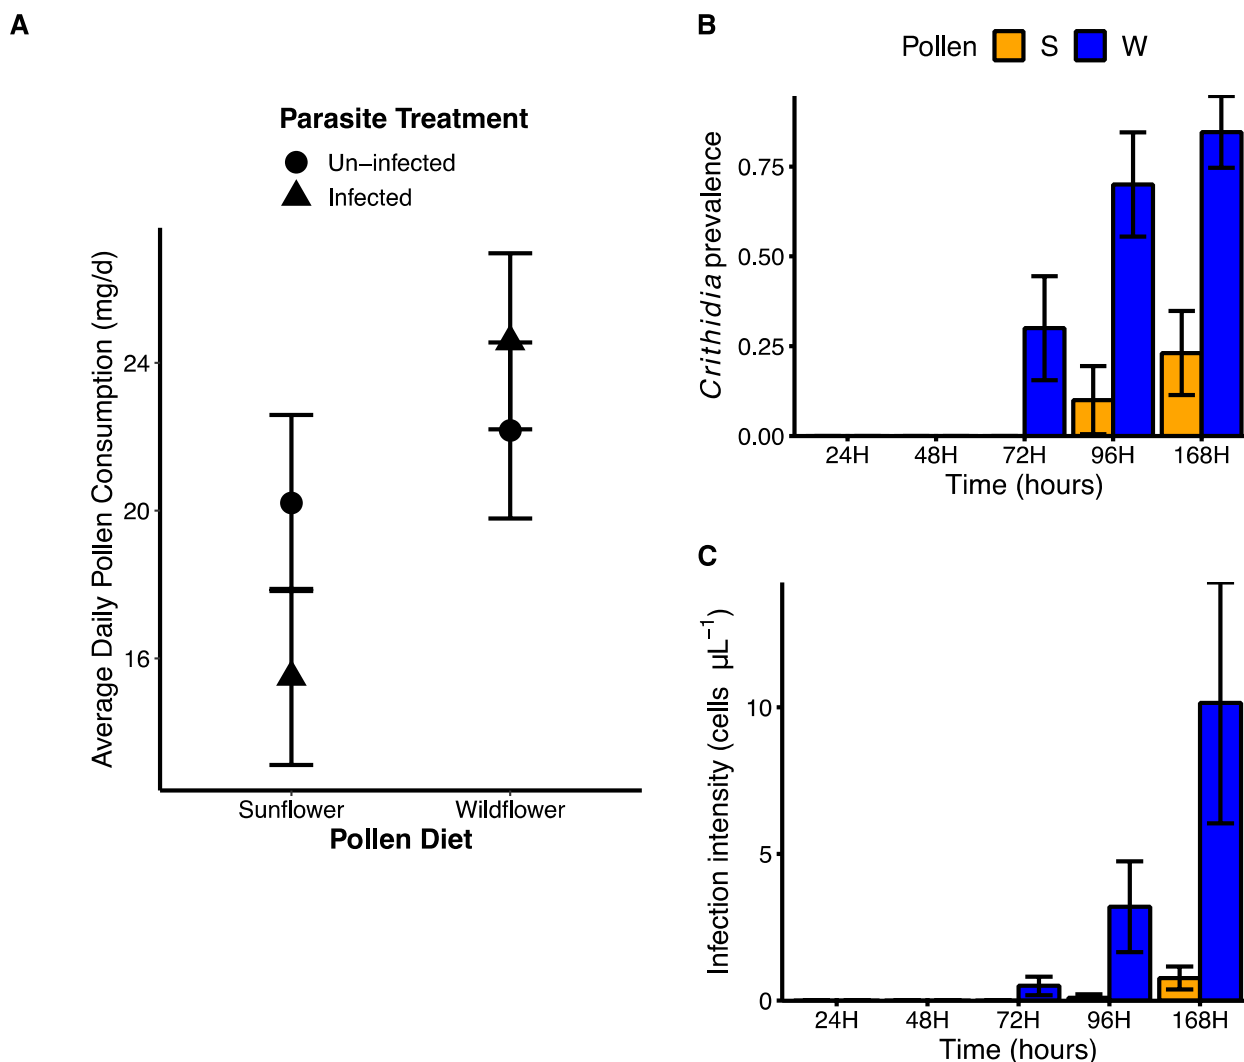 A
Parasite Treatment
Un−infected
Infected
Average Daily Pollen Consumption (mg/d)
24
20
16
Sunflower Wildflower
Pollen Diet
B
Pollen S W
Crithidia prevalence
0.75
0.50
0.25
0.00
24H 48H 72H 96H 168H
Time (hours)
C
Infection intensity (cells µL⁻¹)
10
5
0
24H 48H 72H 96H 168H
Time (hours)